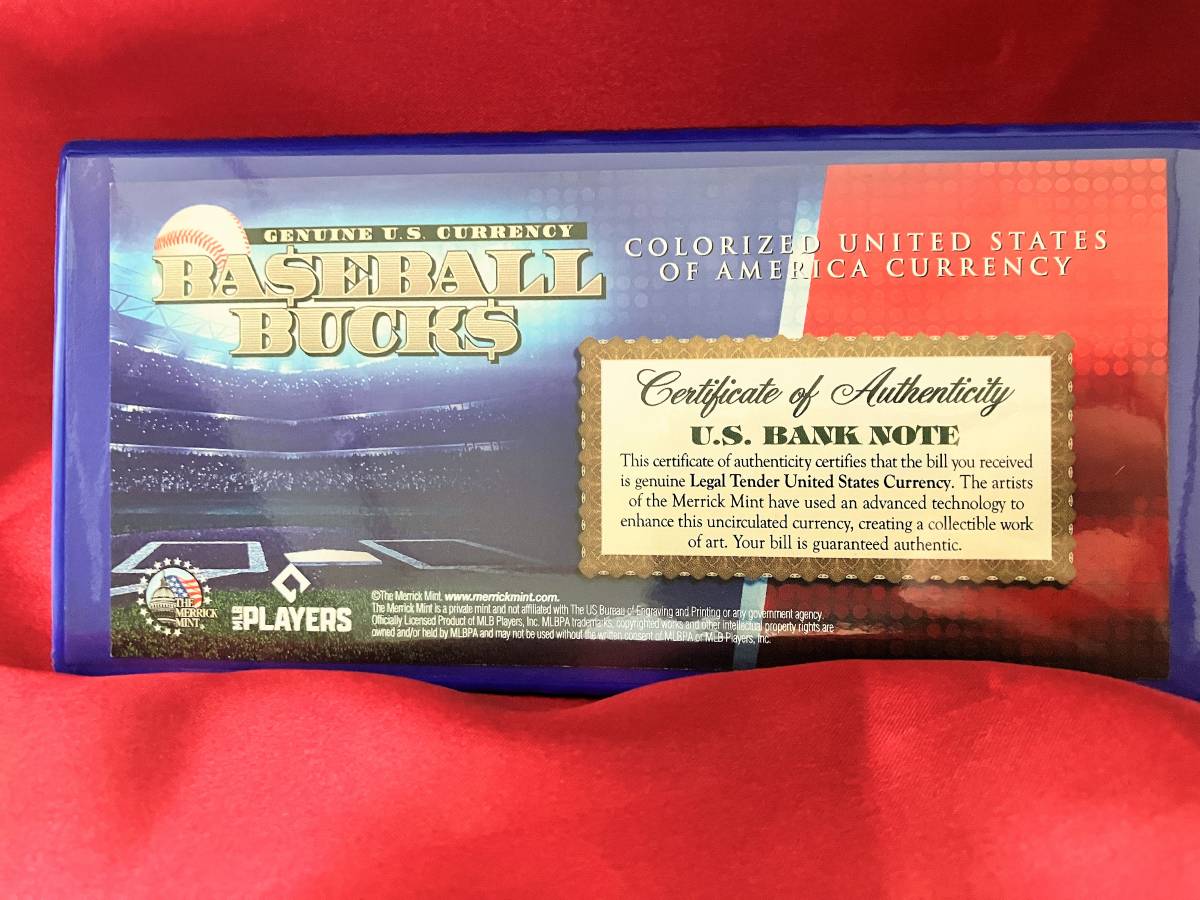 GENUINE U.S. CURRENCY
BA$EBALL
BUCK$
COLORIZED UNITED STATES
OF AMERICA CURRENCY
Certificate of Authenticity
U.S. BANK NOTE
This certificate of authenticity certifies that the bill you received
is genuine Legal Tender United States Currency. The artists
of the Merrick Mint have used an advanced technology to
enhance this uncirculated currency, creating a collectible work
of art. Your bill is guaranteed authentic.
THE
MERRICK
MINT
MLB PLAYERS
©The Merrick Mint. www.merrickmint.com.
The Merrick Mint is a private mint and not affiliated with The US Bureau of Engraving and Printing or any government agency.
Officially Licensed Product of MLB Players, Inc. MLBPA trademarks, copyrighted works and other intellectual property rights are
owned and/or held by MLBPA and may not be used without the written consent of MLBPA or MLB Players, Inc.